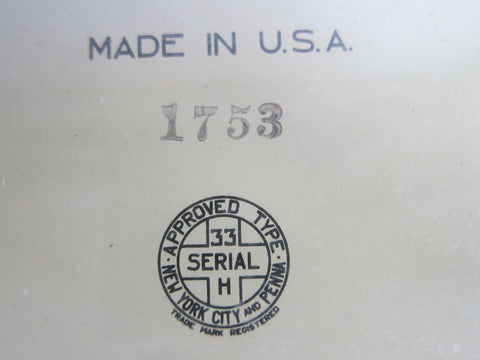 MADE IN U.S.A.
1753
· APPROVED TYPE ·
33
SERIAL
H
NEW YORK CITY AND PENNA
TRADE MARK REGISTERED